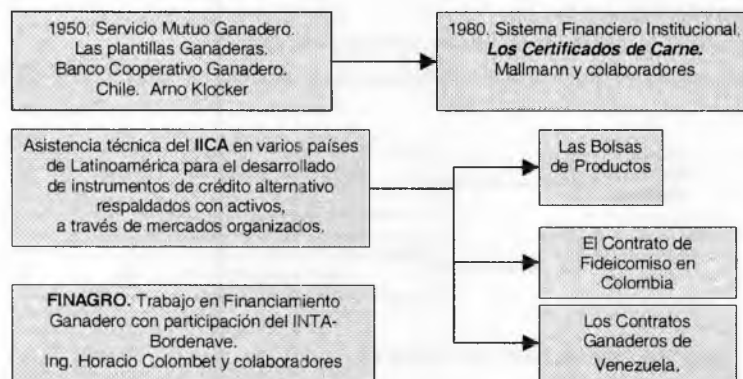 1950. Servicio Mutuo Ganadero.
Las plantillas Ganaderas.
Banco Cooperativo Ganadero.
Chile. Arno Klocker
1980. Sistema Financiero Institucional.
Los Certificados de Carne.
Mallmann y colaboradores
Asistencia técnica del IICA en varios países
de Latinoamérica para el desarrollado
de instrumentos de crédito alternativo
respaldados con activos,
a través de mercados organizados.
Las Bolsas
de Productos
El Contrato de
Fideicomiso en
Colombia
FINAGRO. Trabajo en Financiamiento
Ganadero con participación del INTA-
Bordenave.
Ing. Horacio Colombet y colaboradores
Los Contratos
Ganaderos de
Venezuela.